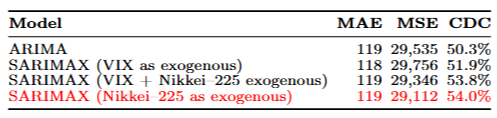 Model MAE MSE CDC
ARIMA 119 29,535 50.3%
SARIMAX (VIX as exogenous) 118 29,756 51.9%
SARIMAX (VIX + Nikkei–225 exogenous) 119 29,346 53.8%
SARIMAX (Nikkei–225 as exogenous) 119 29,112 54.0%